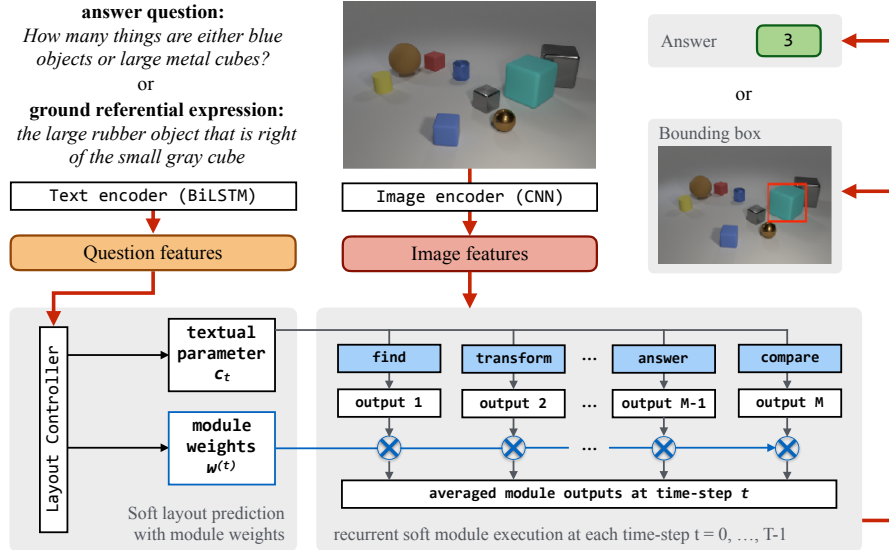 answer question:
How many things are either blue
objects or large metal cubes?
or
ground referential expression:
the large rubber object that is right
of the small gray cube
Text encoder (BiLSTM)
Question features
Image encoder (CNN)
Image features
Answer
3
or
Bounding box
Layout Controller
textual
parameter
c_t
module
weights
w^(t)
Soft layout prediction
with module weights
find
transform
...
answer
compare
output 1
output 2
...
output M-1
output M
...
averaged module outputs at time-step t
recurrent soft module execution at each time-step t = 0, …, T-1